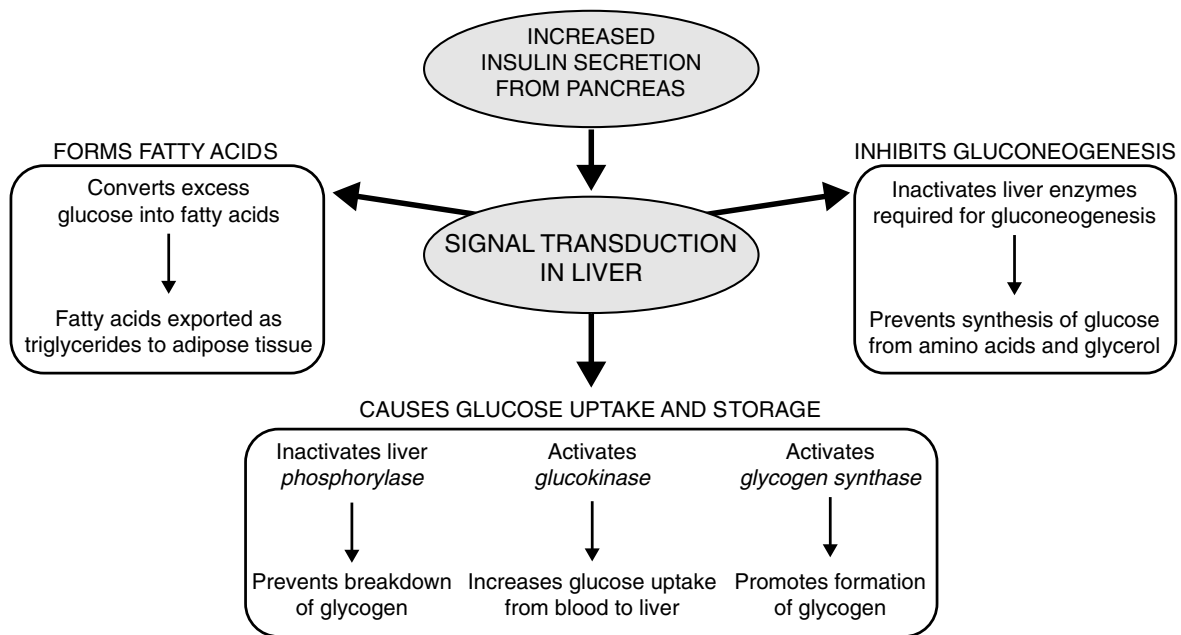 INCREASED
INSULIN SECRETION
FROM PANCREAS
FORMS FATTY ACIDS
Converts excess
glucose into fatty acids
Fatty acids exported as
triglycerides to adipose tissue
SIGNAL TRANSDUCTION
IN LIVER
INHIBITS GLUCONEOGENESIS
Inactivates liver enzymes
required for gluconeogenesis
Prevents synthesis of glucose
from amino acids and glycerol
CAUSES GLUCOSE UPTAKE AND STORAGE
Inactivates liver
phosphorylase
Prevents breakdown
of glycogen
Activates
glucokinase
Increases glucose uptake
from blood to liver
Activates
glycogen synthase
Promotes formation
of glycogen